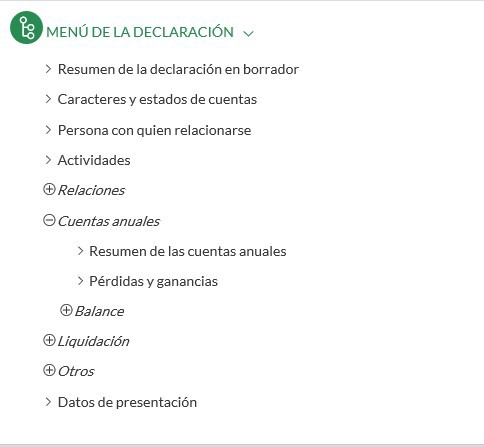 MENÚ DE LA DECLARACIÓN
Resumen de la declaración en borrador
Caracteres y estados de cuentas
Persona con quien relacionarse
Actividades
Relaciones
Cuentas anuales
Resumen de las cuentas anuales
Pérdidas y ganancias
Balance
Liquidación
Otros
Datos de presentación